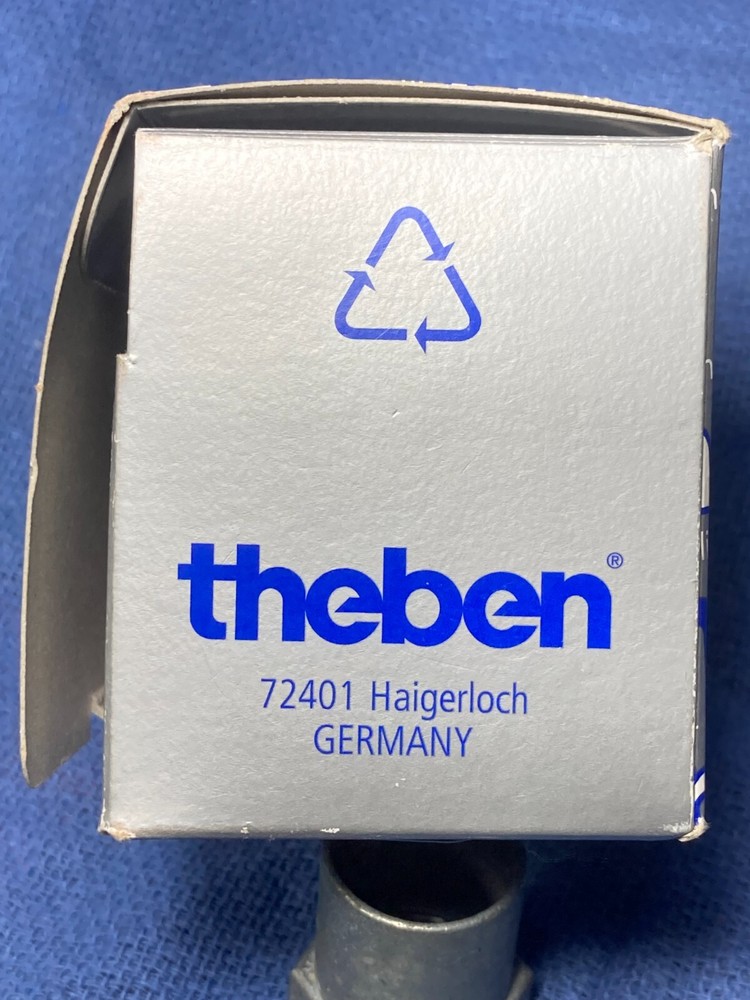 theben®
72401 Haigerloch
GERMANY